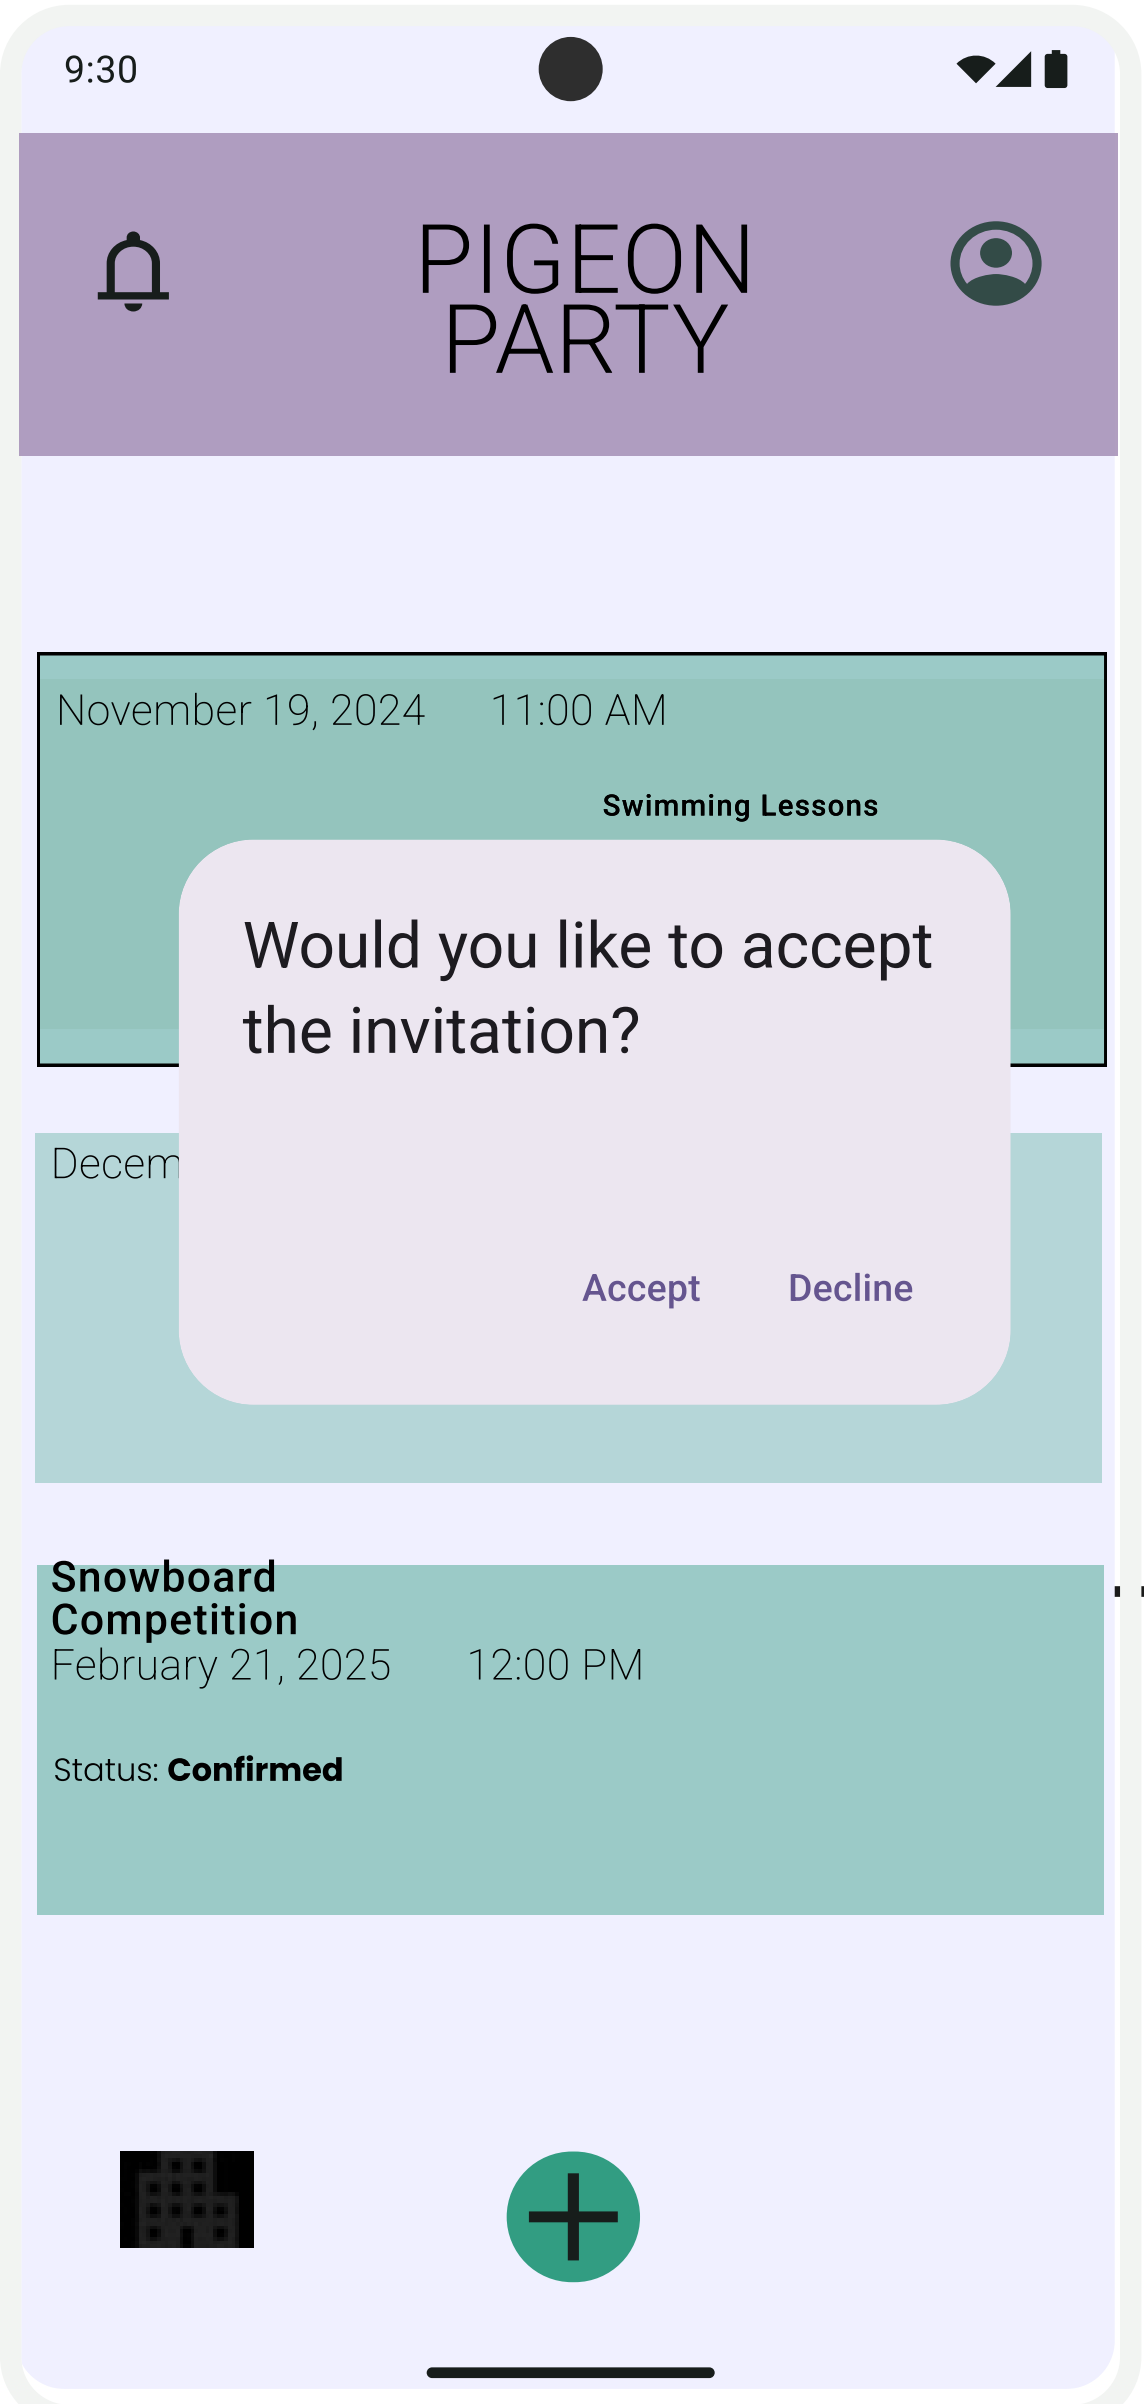 9:30
PIGEON
PARTY
November 19, 2024 11:00 AM
Swimming Lessons
Would you like to accept
the invitation?
Accept Decline
Snowboard
Competition
February 21, 2025 12:00 PM
Status: Confirmed